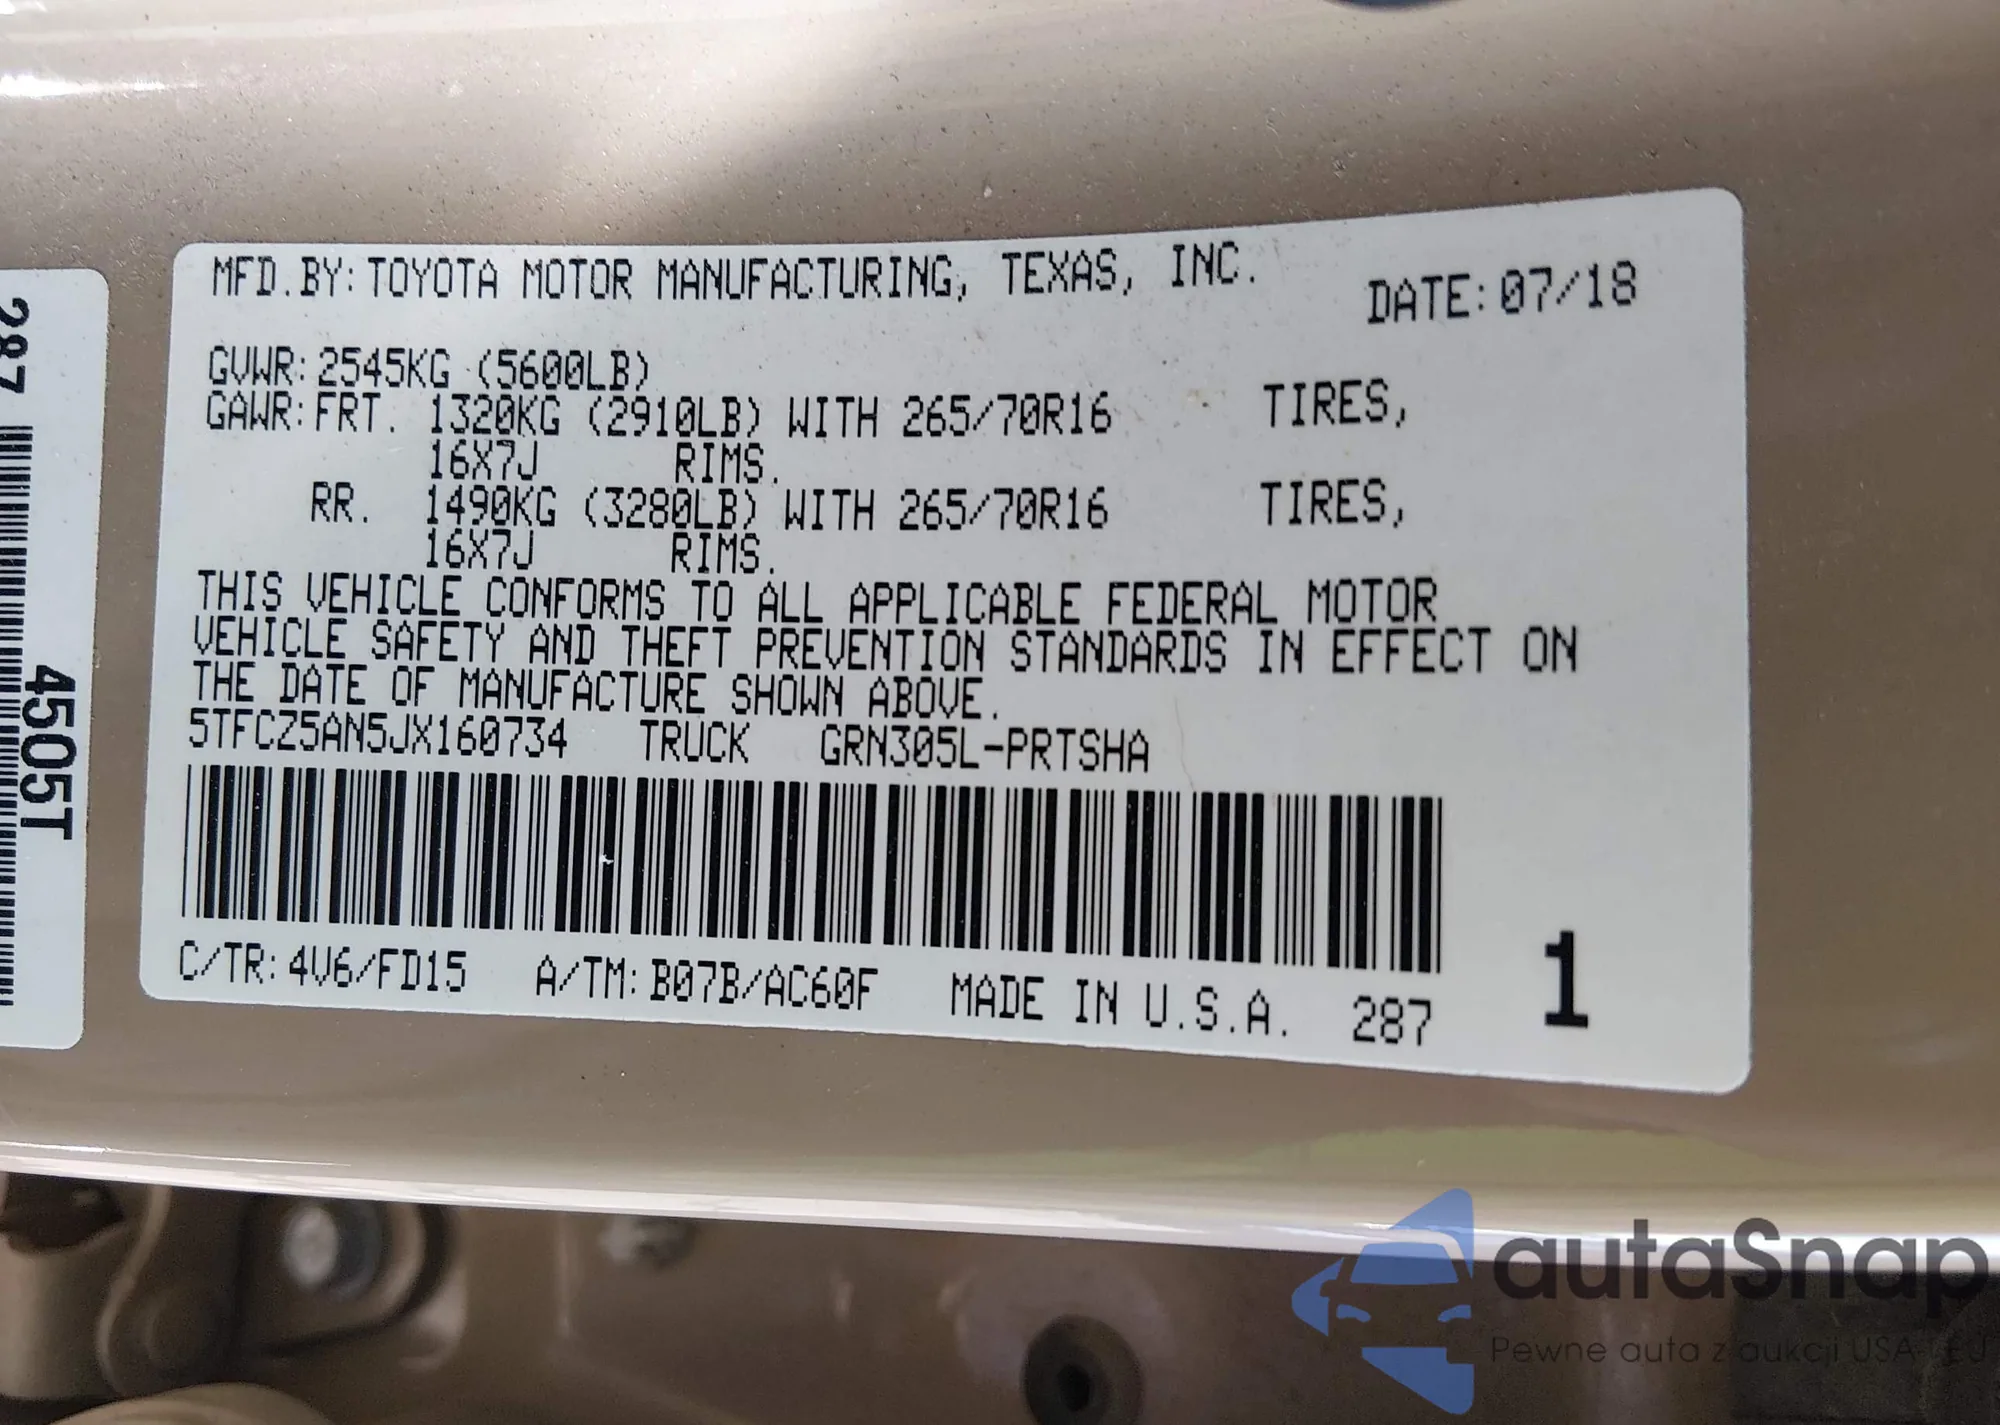 287
4505T
MFD.BY:TOYOTA MOTOR MANUFACTURING, TEXAS, INC. DATE:07/18
GVWR:2545KG (5600LB)
GAWR:FRT. 1320KG (2910LB) WITH 265/70R16 TIRES,
16X7J RIMS.
RR. 1490KG (3280LB) WITH 265/70R16 TIRES,
16X7J RIMS.
THIS VEHICLE CONFORMS TO ALL APPLICABLE FEDERAL MOTOR
VEHICLE SAFETY AND THEFT PREVENTION STANDARDS IN EFFECT ON
THE DATE OF MANUFACTURE SHOWN ABOVE.
5TFCZ5AN5JX160734 TRUCK GRN305L-PRTSHA
C/TR:4V6/FD15 A/TM:B07B/AC60F MADE IN U.S.A. 287 1
autaSnap
Pewne auta z aukcji USA i EU